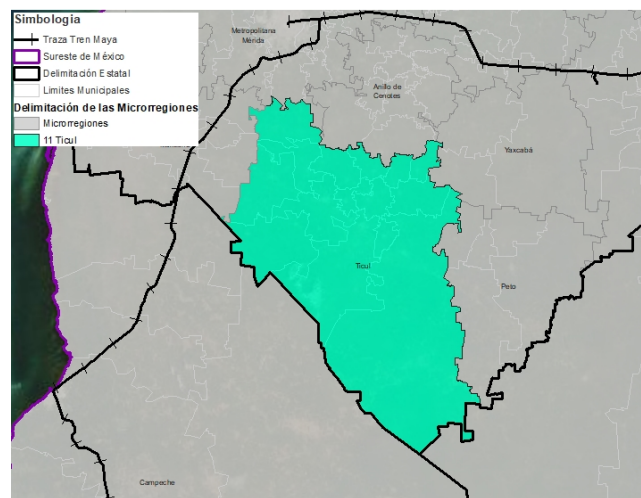 Simbología
Traza Tren Maya
Sureste de México
Delimitación Estatal
Limites Municipales
Delimitación de las Microrregiones
Microrregiones
11 Ticul
Metropolitana
Mérida
Anillo de
Cenotes
Yaxcabá
Ticul
Peto
Campeche